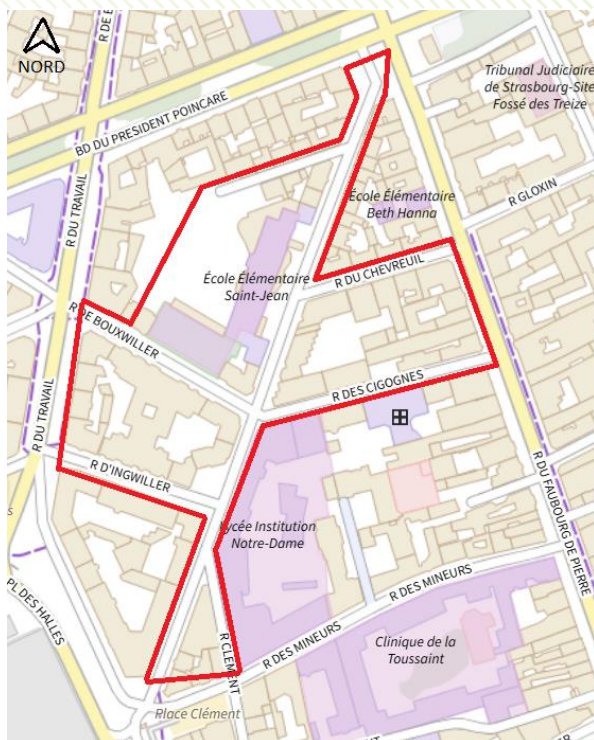 NORD
R DE
BD DU PRESIDENT POINCARE
Tribunal Judiciaire
de Strasbourg-Site
Fossé des Treize
R DU TRAVAIL
École Élémentaire
Beth Hanna
R GLOXIN
École Élémentaire
Saint-Jean
R DU CHEVREUIL
R DE BOUXWILLER
R DU TRAVAIL
R DES CIGOGNES
R D'INGWILLER
R DU FAUBOURG DE PIERRE
s
Lycée Institution
Notre-Dame
PL DES HALLES
R DES MINEURS
R DES MINEURS
R CLEMENT
Clinique de la
Toussaint
Place Clément